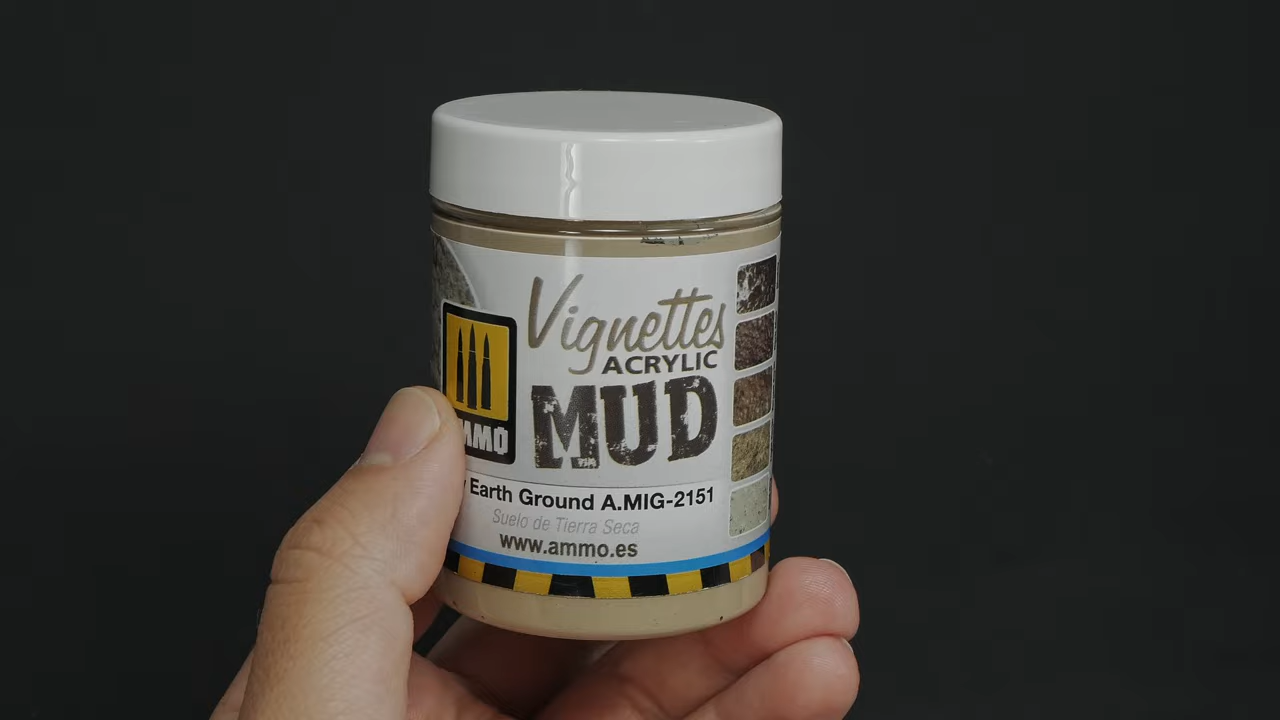 Vignettes
ACRYLIC
MUD
AMMO
Earth Ground A.MIG-2151
Suelo de Tierra Seca
www.ammo.es